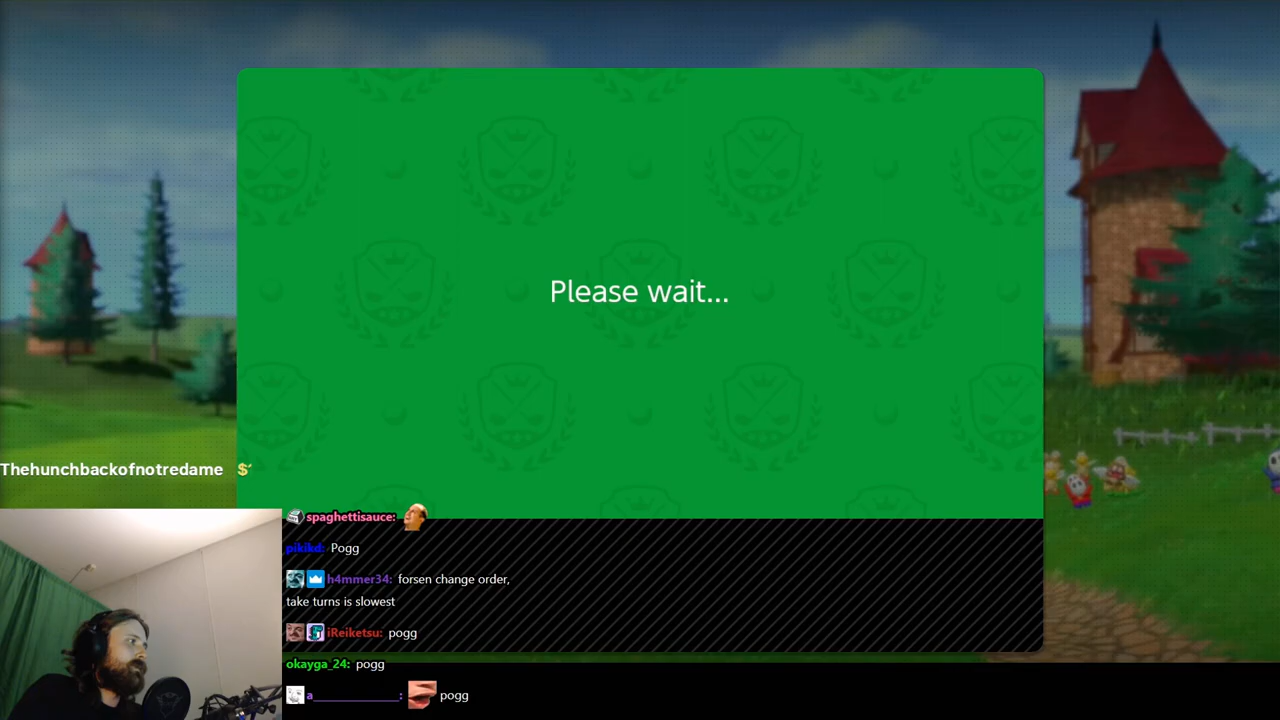 Please wait...
Thehunchbackofnotredame $
spaghettisauce:
pikikd: Pogg
h4mmer34: forsen change order,
take turns is slowest
iReiketsu: pogg
okayga_24: pogg
a_____________: pogg